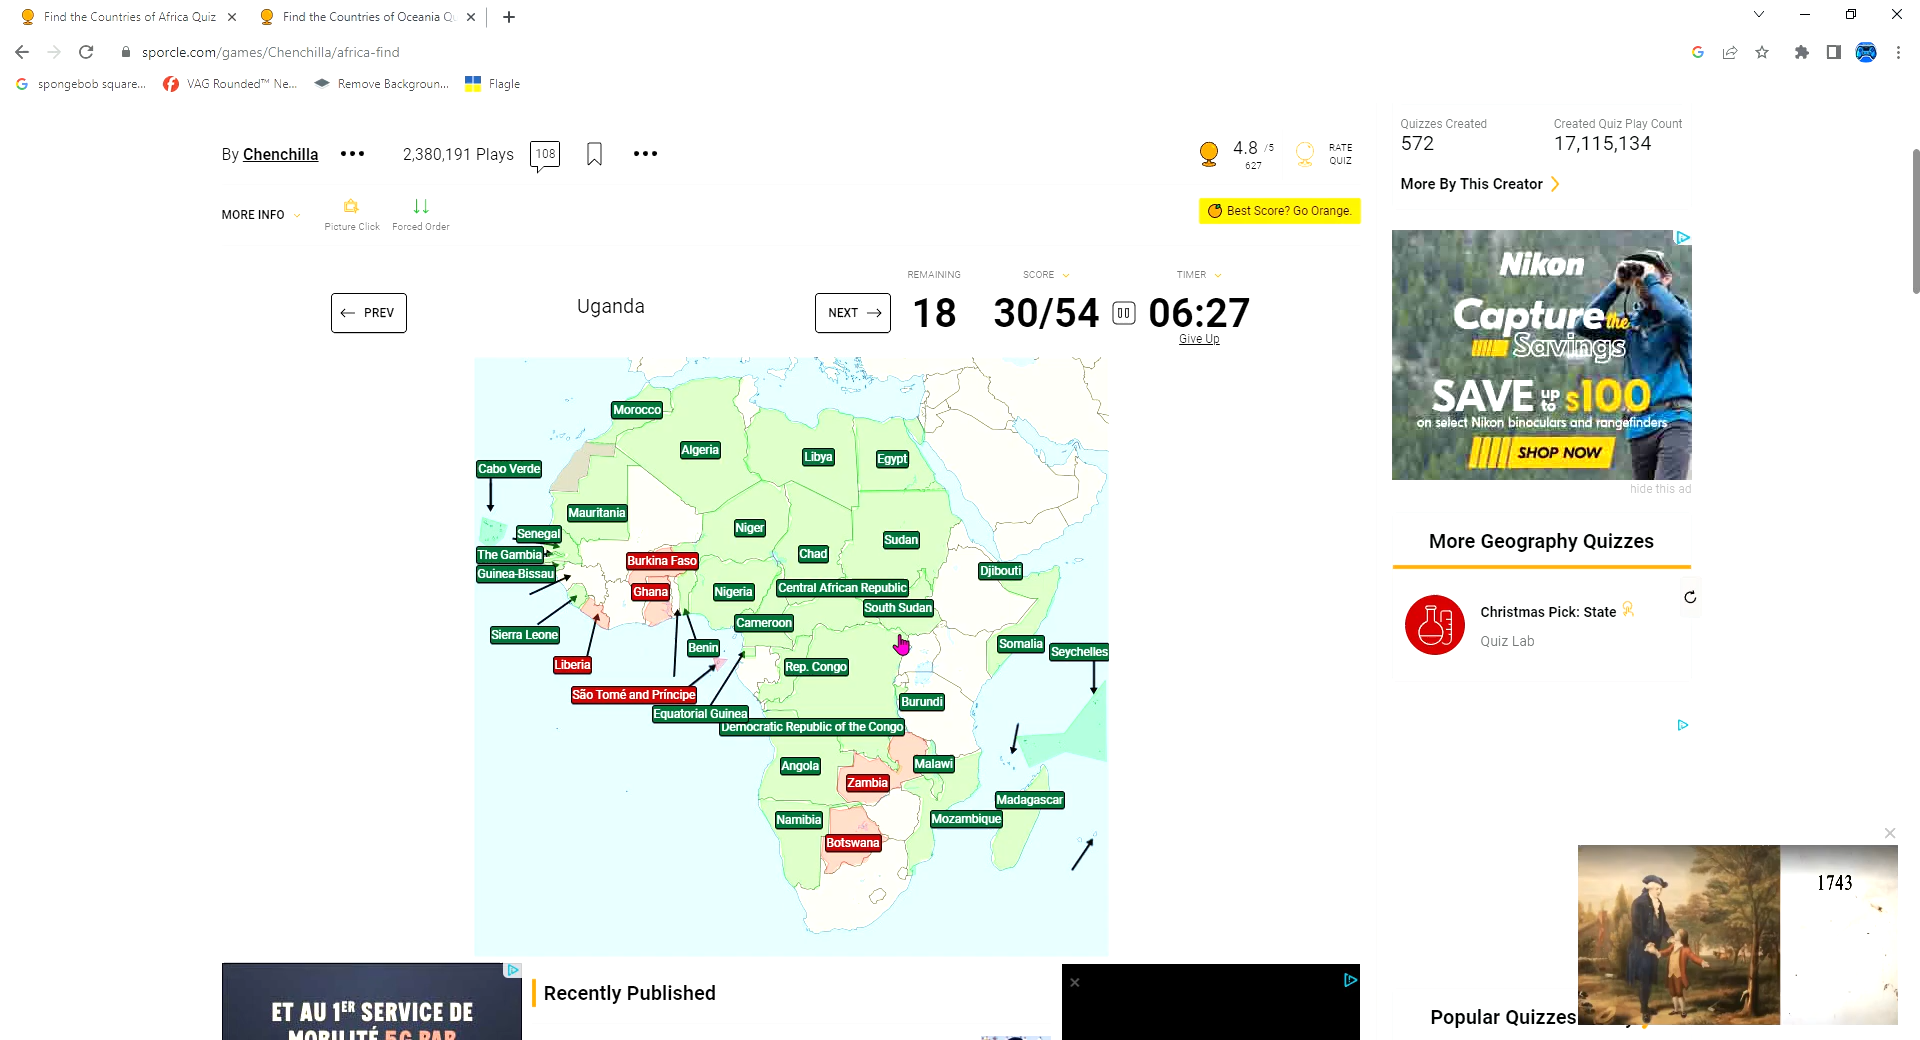 Find the Countries of Africa Quiz
Find the Countries of Oceania Q
sporcle.com/games/Chenchilla/africa-find
spongebob square...
VAG Rounded™ Ne...
Remove Backgroun...
Flagle
By Chenchilla
2,380,191 Plays
108
4.8 /5
627
RATE
QUIZ
Quizzes Created
572
Created Quiz Play Count
17,115,134
More By This Creator
MORE INFO
Picture Click
Forced Order
Best Score? Go Orange.
PREV
Uganda
NEXT
REMAINING
18
SCORE
30/54
TIMER
06:27
Give Up
Nikon
Capture the
Savings
SAVE up to $100
on select Nikon binoculars and rangefinders
SHOP NOW
hide this ad
Morocco
Algeria
Libya
Egypt
Cabo Verde
Mauritania
Niger
Senegal
Sudan
The Gambia
Chad
Burkina Faso
Guinea-Bissau
Djibouti
Ghana
Nigeria
Central African Republic
South Sudan
Cameroon
Sierra Leone
Benin
Somalia
Seychelles
Liberia
Rep. Congo
São Tomé and Príncipe
Burundi
Equatorial Guinea
Democratic Republic of the Congo
Angola
Malawi
Zambia
Madagascar
Namibia
Mozambique
Botswana
More Geography Quizzes
Christmas Pick: State
Quiz Lab
1743
ET AU 1ER SERVICE DE
MOBILITÉ 5G PAR
Recently Published
Popular Quizzes